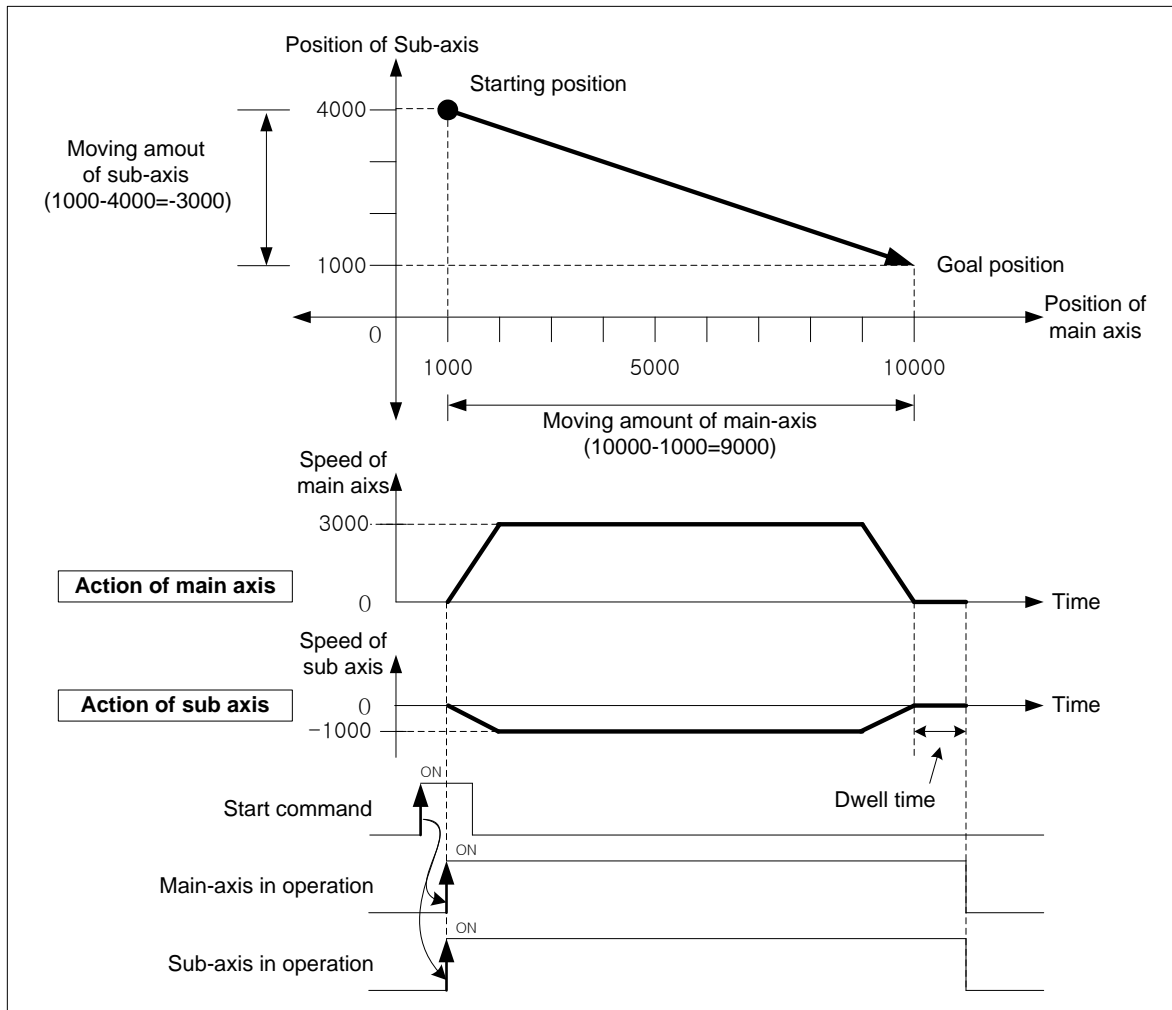 Position of Sub-axis
Starting position
4000
Moving amout
of sub-axis
(1000-4000=-3000)
1000
Goal position
Position of
main axis
0
1000
5000
10000
Moving amount of main-axis
(10000-1000=9000)
Speed of
main aixs
3000
Action of main axis
0
Time
Speed of
sub axis
Action of sub axis
0
Time
-1000
ON
Dwell time
Start command
ON
Main-axis in operation
ON
Sub-axis in operation